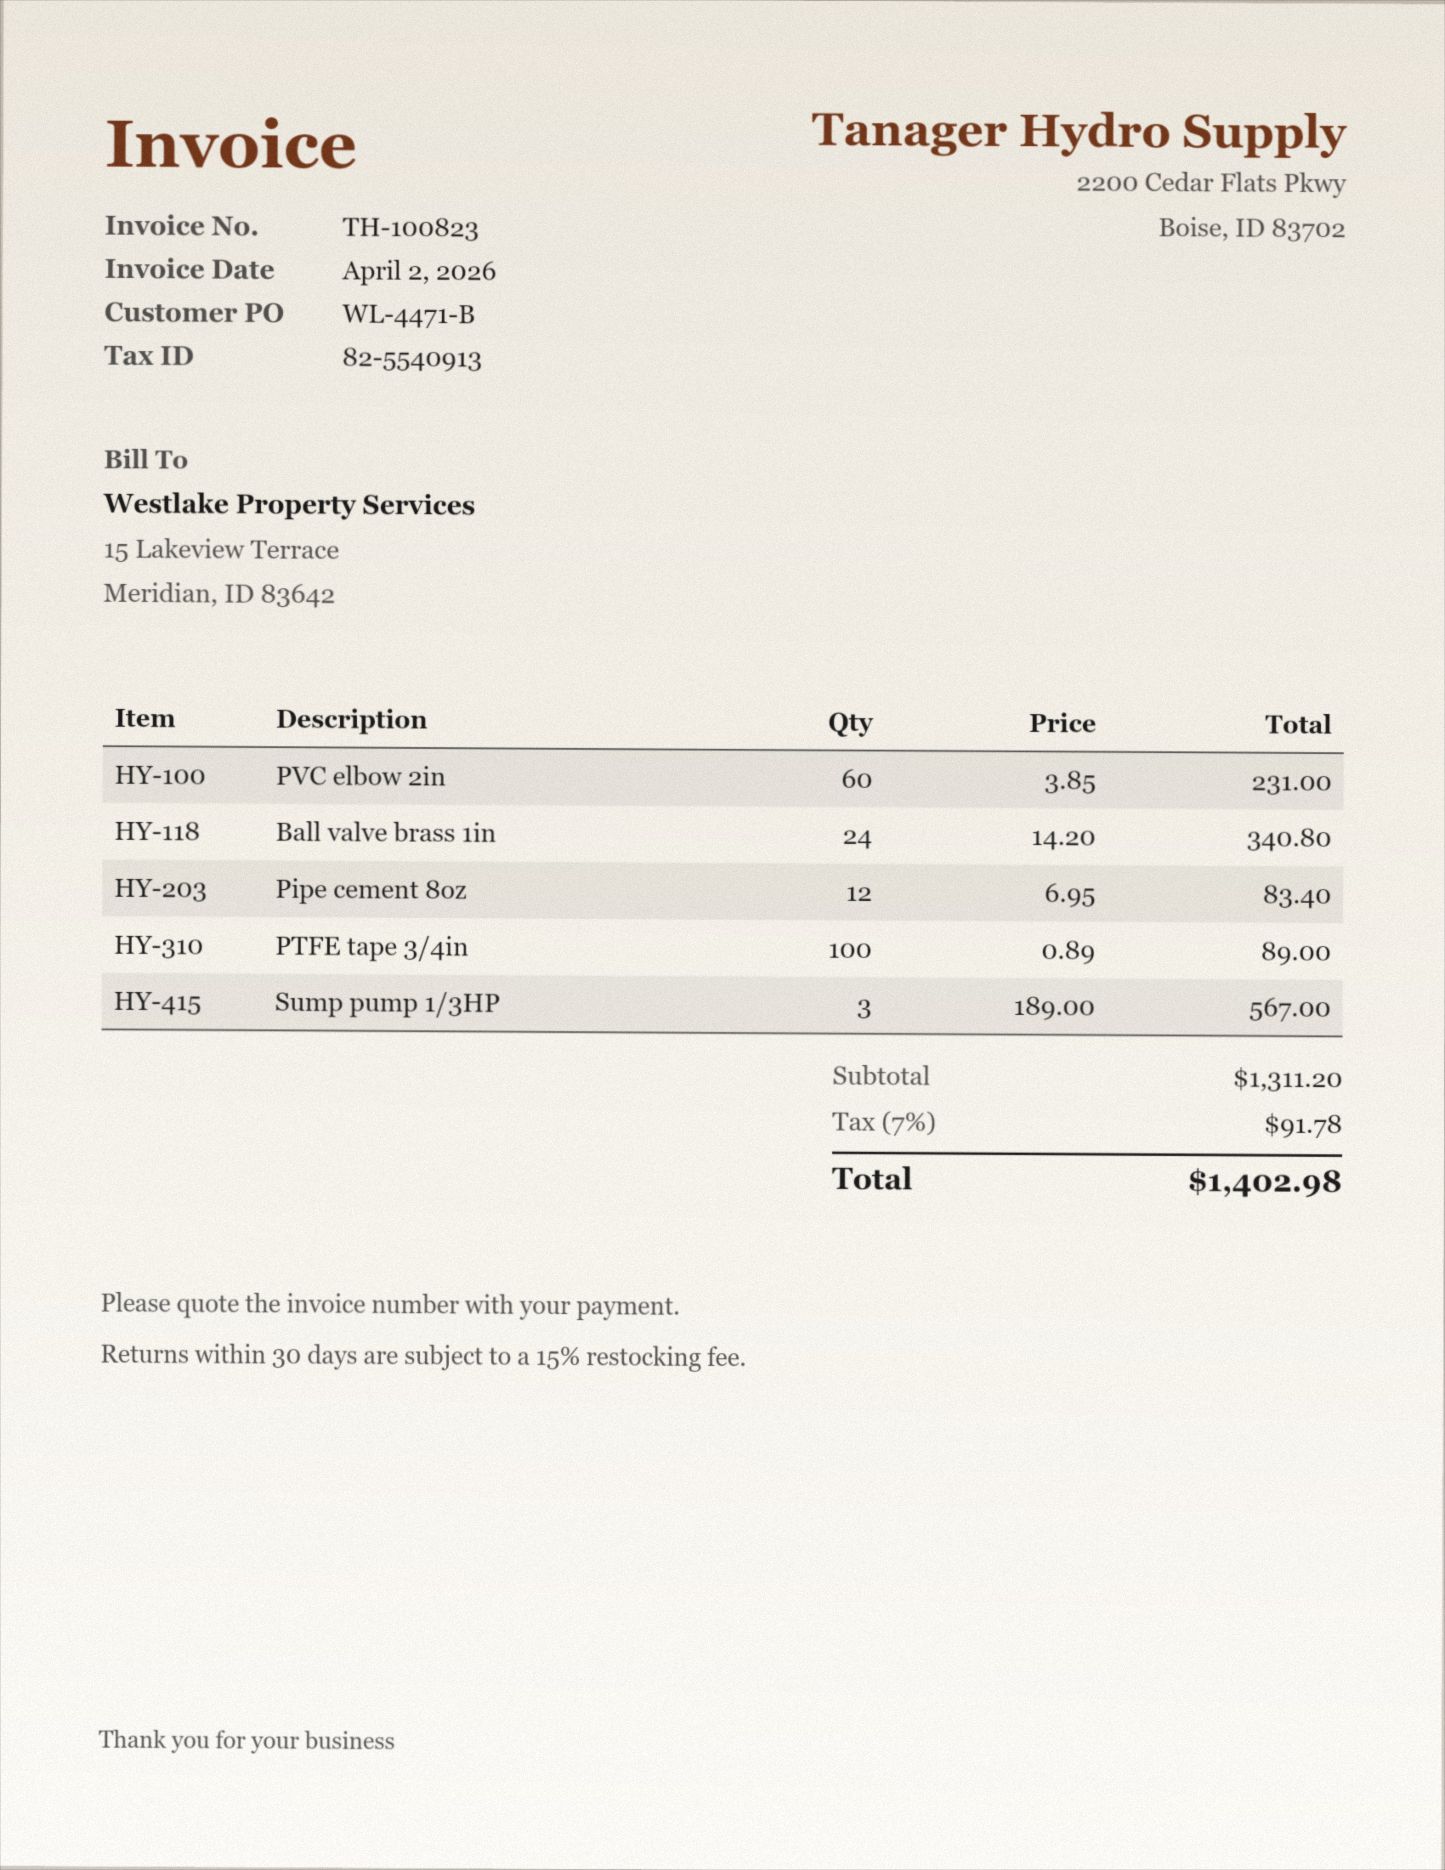 Invoice
Tanager Hydro Supply
2200 Cedar Flats Pkwy
Boise, ID 83702
Invoice No. TH-100823
Invoice Date April 2, 2026
Customer PO WL-4471-B
Tax ID 82-5540913
Bill To
Westlake Property Services
15 Lakeview Terrace
Meridian, ID 83642
Item Description Qty Price Total
HY-100 PVC elbow 2in 60 3.85 231.00
HY-118 Ball valve brass 1in 24 14.20 340.80
HY-203 Pipe cement 8oz 12 6.95 83.40
HY-310 PTFE tape 3/4in 100 0.89 89.00
HY-415 Sump pump 1/3HP 3 189.00 567.00
Subtotal $1,311.20
Tax (7%) $91.78
Total $1,402.98
Please quote the invoice number with your payment.
Returns within 30 days are subject to a 15% restocking fee.
Thank you for your business